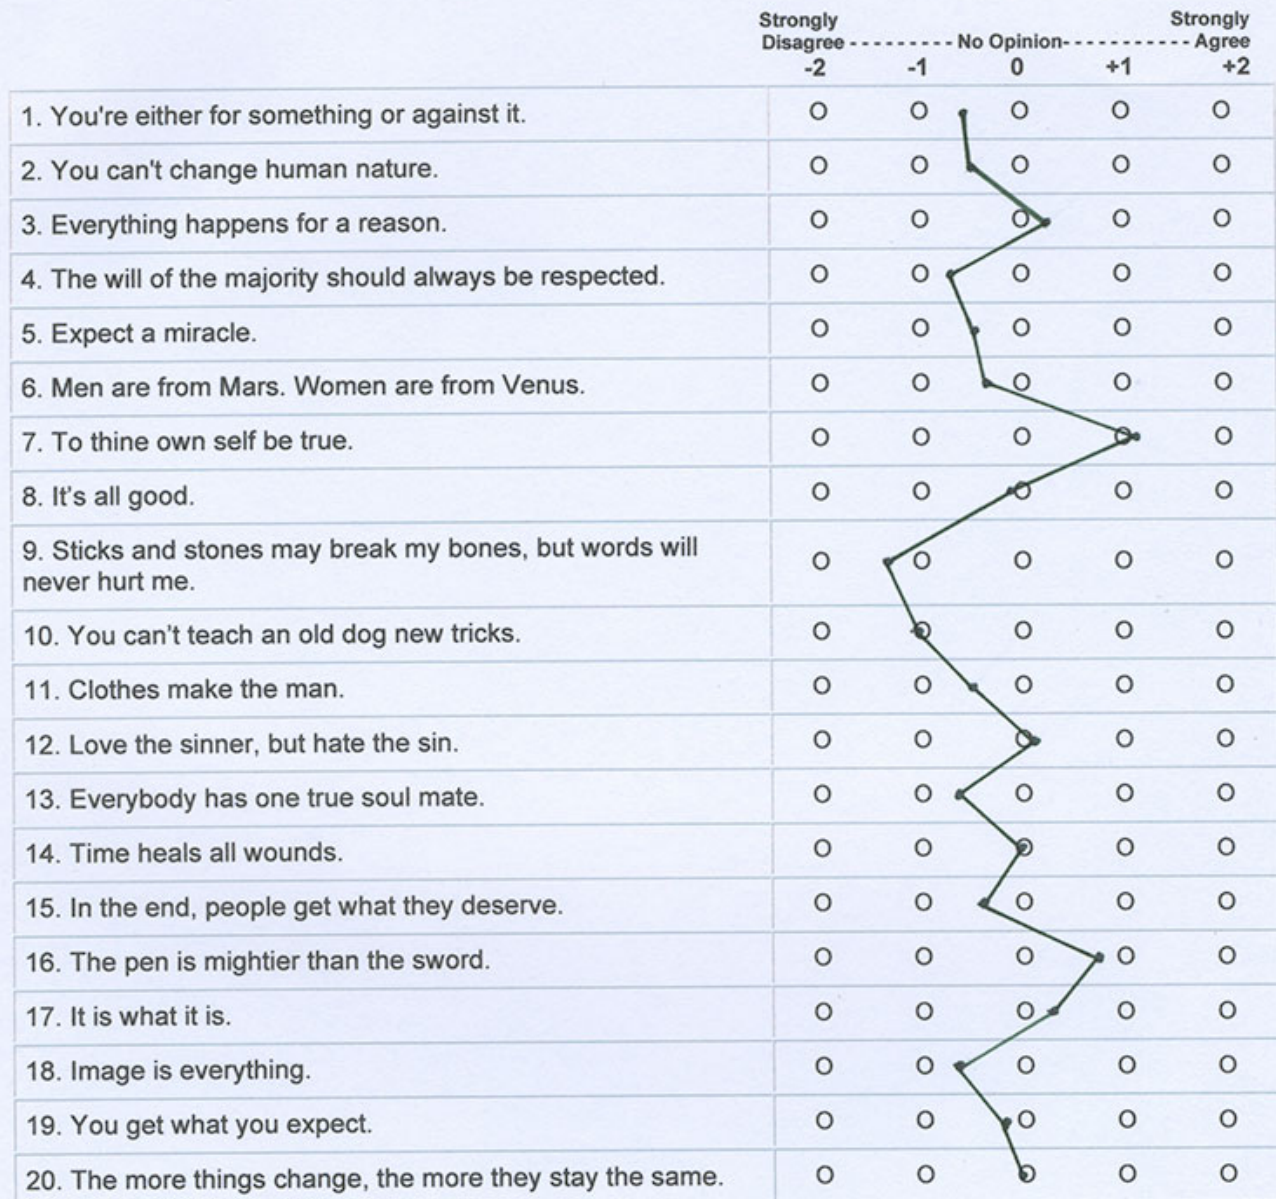 Strongly Strongly
Disagree - - - - - - - - - No Opinion- - - - - - - - - - - Agree
-2 -1 0 +1 +2
1. You're either for something or against it. O O O O O
2. You can't change human nature. O O O O O
3. Everything happens for a reason. O O O O O
4. The will of the majority should always be respected. O O O O O
5. Expect a miracle. O O O O O
6. Men are from Mars. Women are from Venus. O O O O O
7. To thine own self be true. O O O O O
8. It's all good. O O O O O
9. Sticks and stones may break my bones, but words will
never hurt me. O O O O O
10. You can't teach an old dog new tricks. O O O O O
11. Clothes make the man. O O O O O
12. Love the sinner, but hate the sin. O O O O O
13. Everybody has one true soul mate. O O O O O
14. Time heals all wounds. O O O O O
15. In the end, people get what they deserve. O O O O O
16. The pen is mightier than the sword. O O O O O
17. It is what it is. O O O O O
18. Image is everything. O O O O O
19. You get what you expect. O O O O O
20. The more things change, the more they stay the same. O O O O O